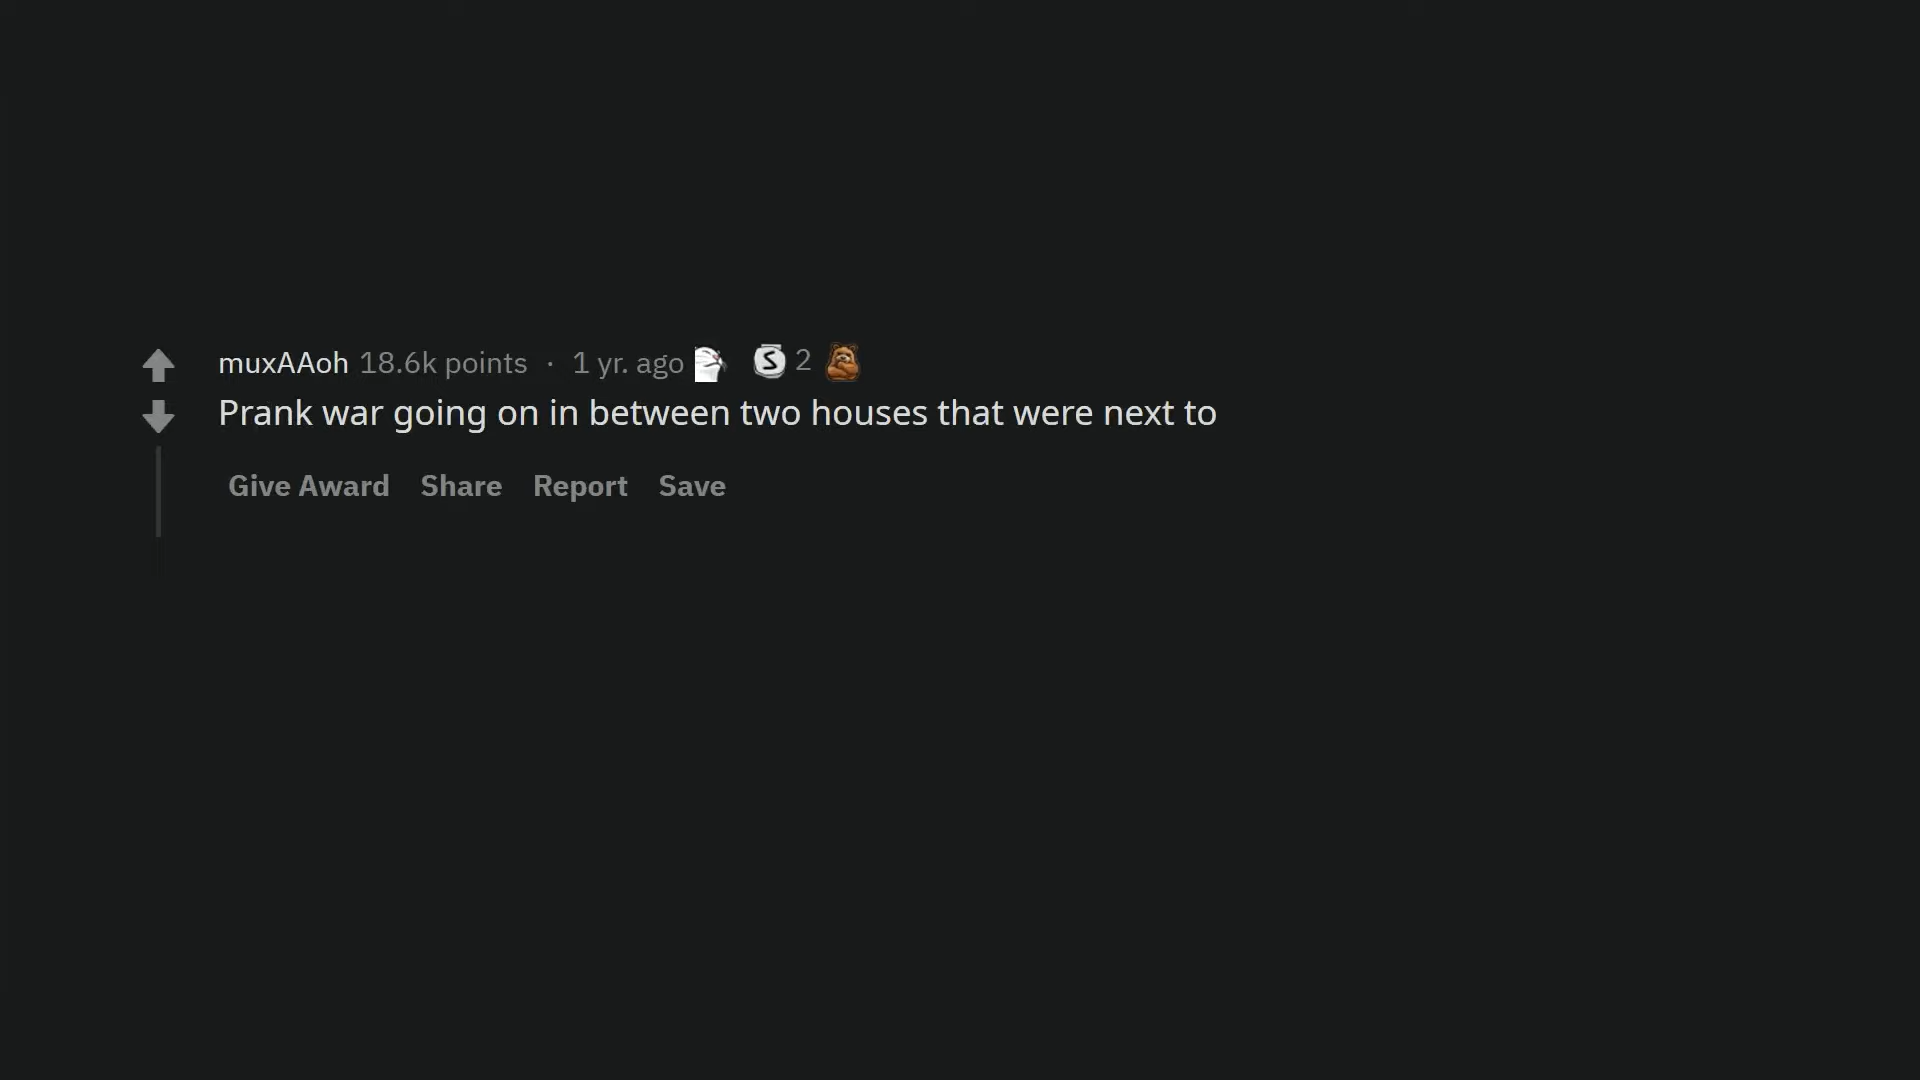 muxAAoh 18.6k points · 1 yr. ago S 2
Prank war going on in between two houses that were next to
Give Award Share Report Save